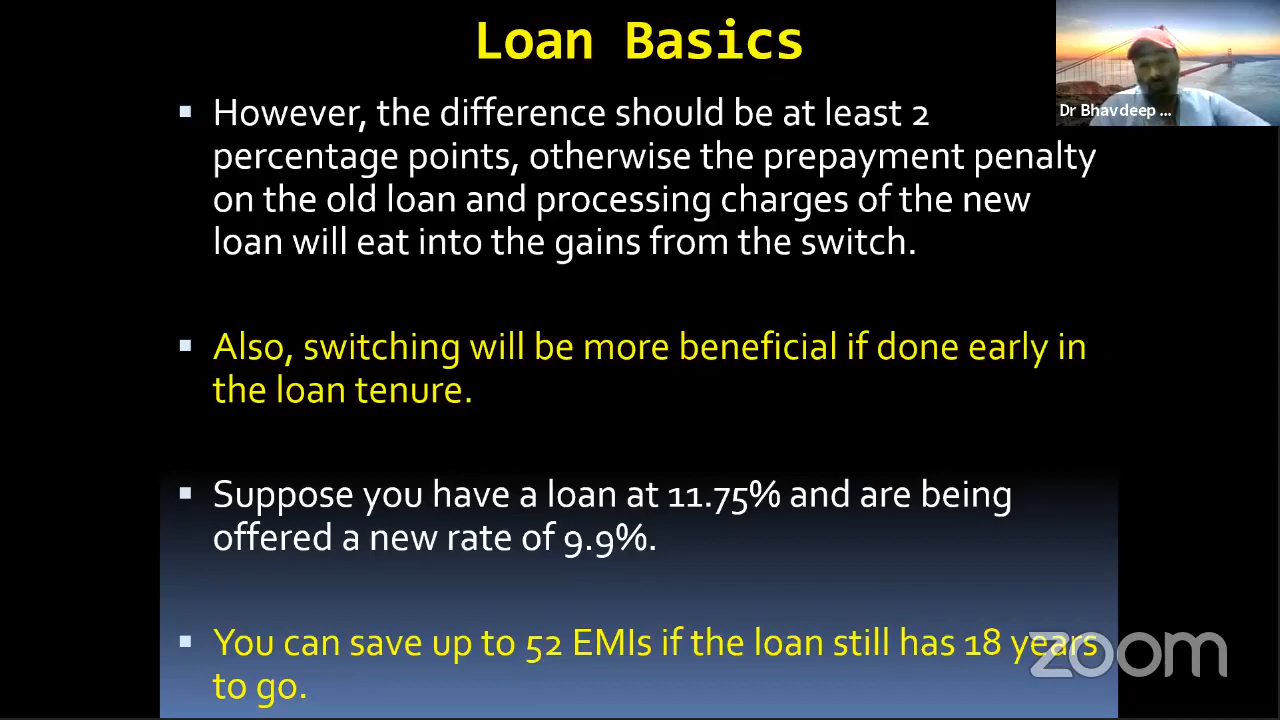 Loan Basics
Dr Bhavdeep ...
▪ However, the difference should be at least 2
percentage points, otherwise the prepayment penalty
on the old loan and processing charges of the new
loan will eat into the gains from the switch.
▪ Also, switching will be more beneficial if done early in
the loan tenure.
▪ Suppose you have a loan at 11.75% and are being
offered a new rate of 9.9%.
▪ You can save up to 52 EMIs if the loan still has 18 years
to go.
zoom